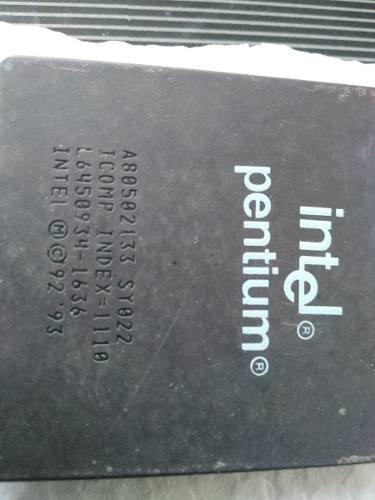 intel®
pentium®
A80502133 SY022
ICOMP INDEX=1110
L6450934-1636
INTEL Ⓜ©'92 '93